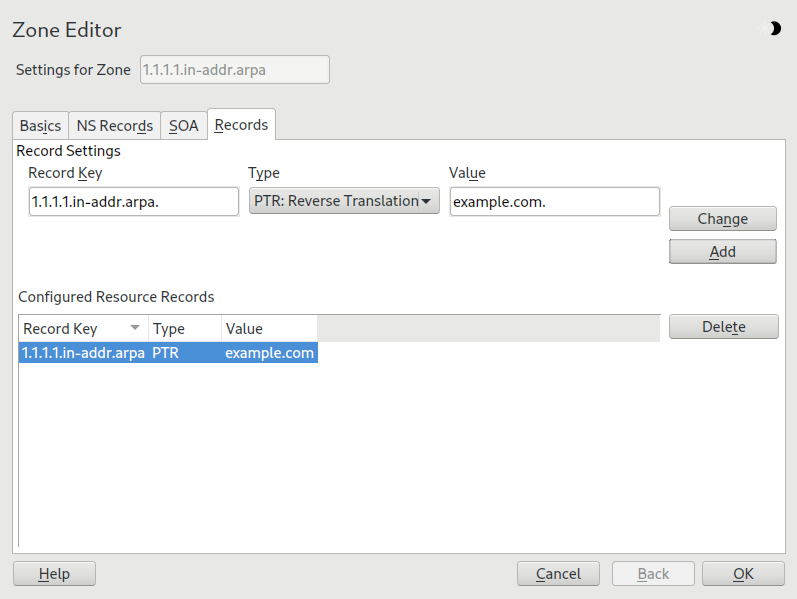 Zone Editor
Settings for Zone 1.1.1.1.in-addr.arpa
Basics NS Records SOA Records
Record Settings
Record Key Type Value
1.1.1.1.in-addr.arpa. PTR: Reverse Translation example.com.
Change
Add
Configured Resource Records
Record Key Type Value Delete
1.1.1.1.in-addr.arpa PTR example.com
Help Cancel Back OK